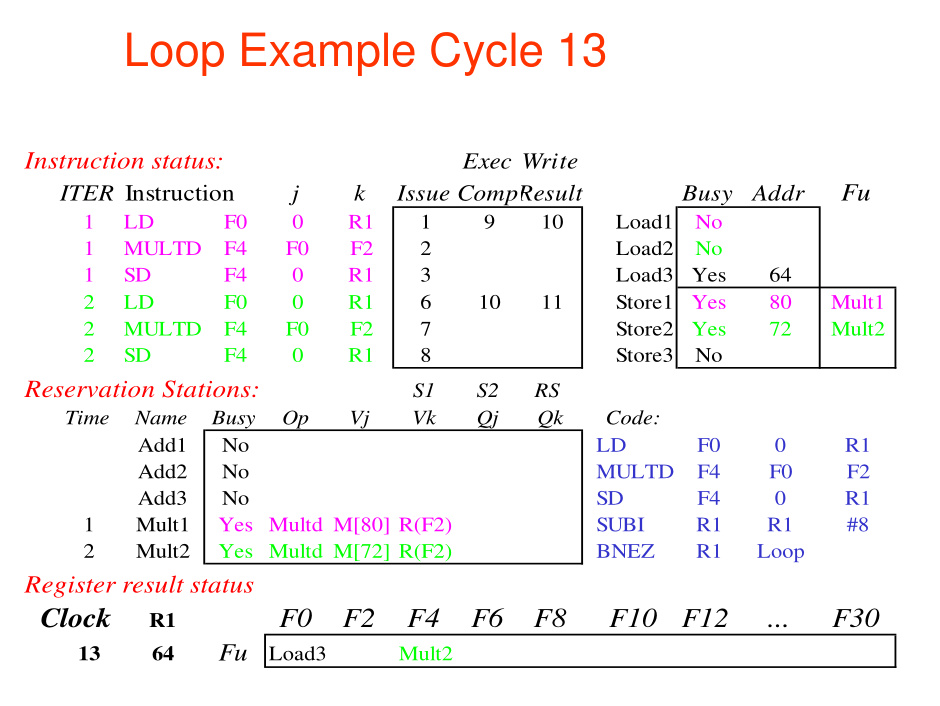 Loop Example Cycle 13
Instruction status: Exec Write
ITER Instruction j k Issue Comp Result Busy Addr Fu
1 LD F0 0 R1 1 9 10 Load1 No
1 MULTD F4 F0 F2 2 Load2 No
1 SD F4 0 R1 3 Load3 Yes 64
2 LD F0 0 R1 6 10 11 Store1 Yes 80 Mult1
2 MULTD F4 F0 F2 7 Store2 Yes 72 Mult2
2 SD F4 0 R1 8 Store3 No
Reservation Stations: S1 S2 RS
Time Name Busy Op Vj Vk Qj Qk Code:
Add1 No LD F0 0 R1
Add2 No MULTD F4 F0 F2
Add3 No SD F4 0 R1
1 Mult1 Yes Multd M[80] R(F2) SUBI R1 R1 #8
2 Mult2 Yes Multd M[72] R(F2) BNEZ R1 Loop
Register result status
Clock R1 F0 F2 F4 F6 F8 F10 F12 ... F30
13 64 Fu Load3 Mult2